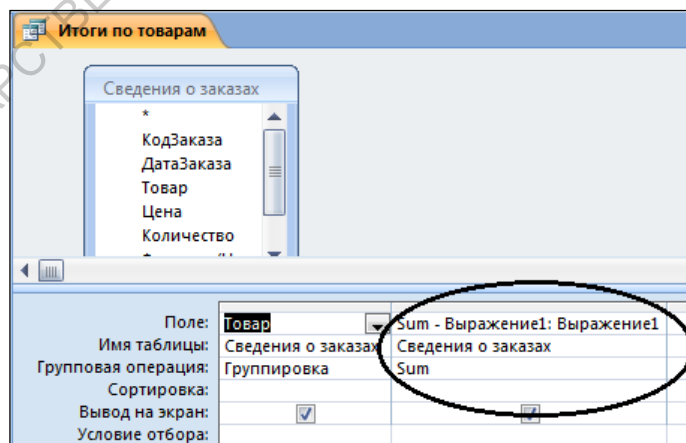 Итоги по товарам
Сведения о заказах
*
КодЗаказа
ДатаЗаказа
Товар
Цена
Количество
Поле: Товар Sum - Выражение1: Выражение1
Имя таблицы: Сведения о заказах Сведения о заказах
Групповая операция: Группировка Sum
Сортировка:
Вывод на экран:
Условие отбора: